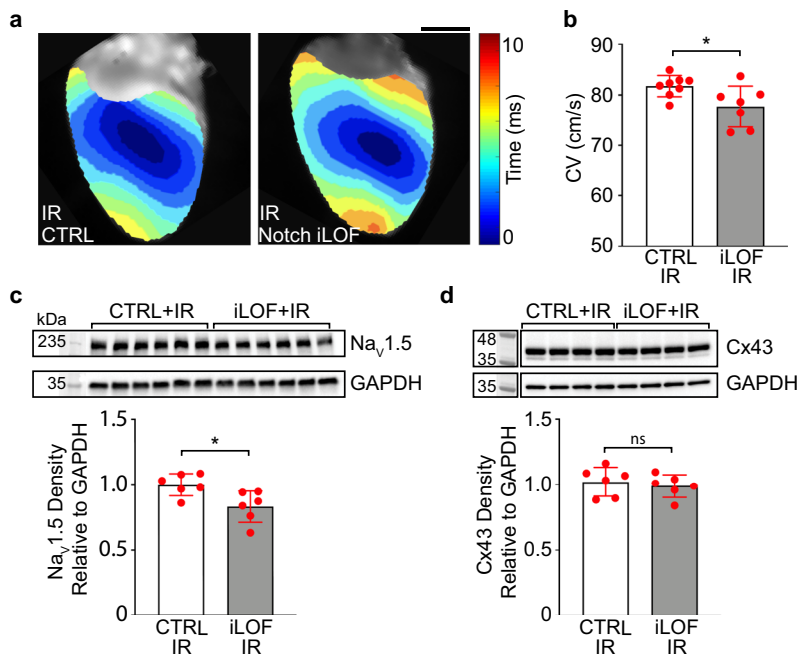 a
IR
CTRL
IR
Notch iLOF
10
Time (ms)
0
b
90
80
70
60
50
CV (cm/s)
*
CTRL
IR
iLOF
IR
c
kDa
CTRL+IR
iLOF+IR
235
NaV1.5
35
GAPDH
1.5
1.0
0.5
0
NaV1.5 Density
Relative to GAPDH
*
CTRL
IR
iLOF
IR
d
CTRL+IR
iLOF+IR
48
35
Cx43
35
GAPDH
1.5
1.0
0.5
0
Cx43 Density
Relative to GAPDH
ns
CTRL
IR
iLOF
IR